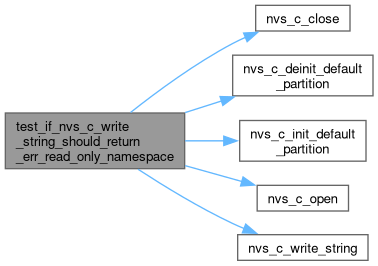 nvs_c_close
nvs_c_deinit_default
_partition
test_if_nvs_c_write
_string_should_return
_err_read_only_namespace
nvs_c_init_default
_partition
nvs_c_open
nvs_c_write_string